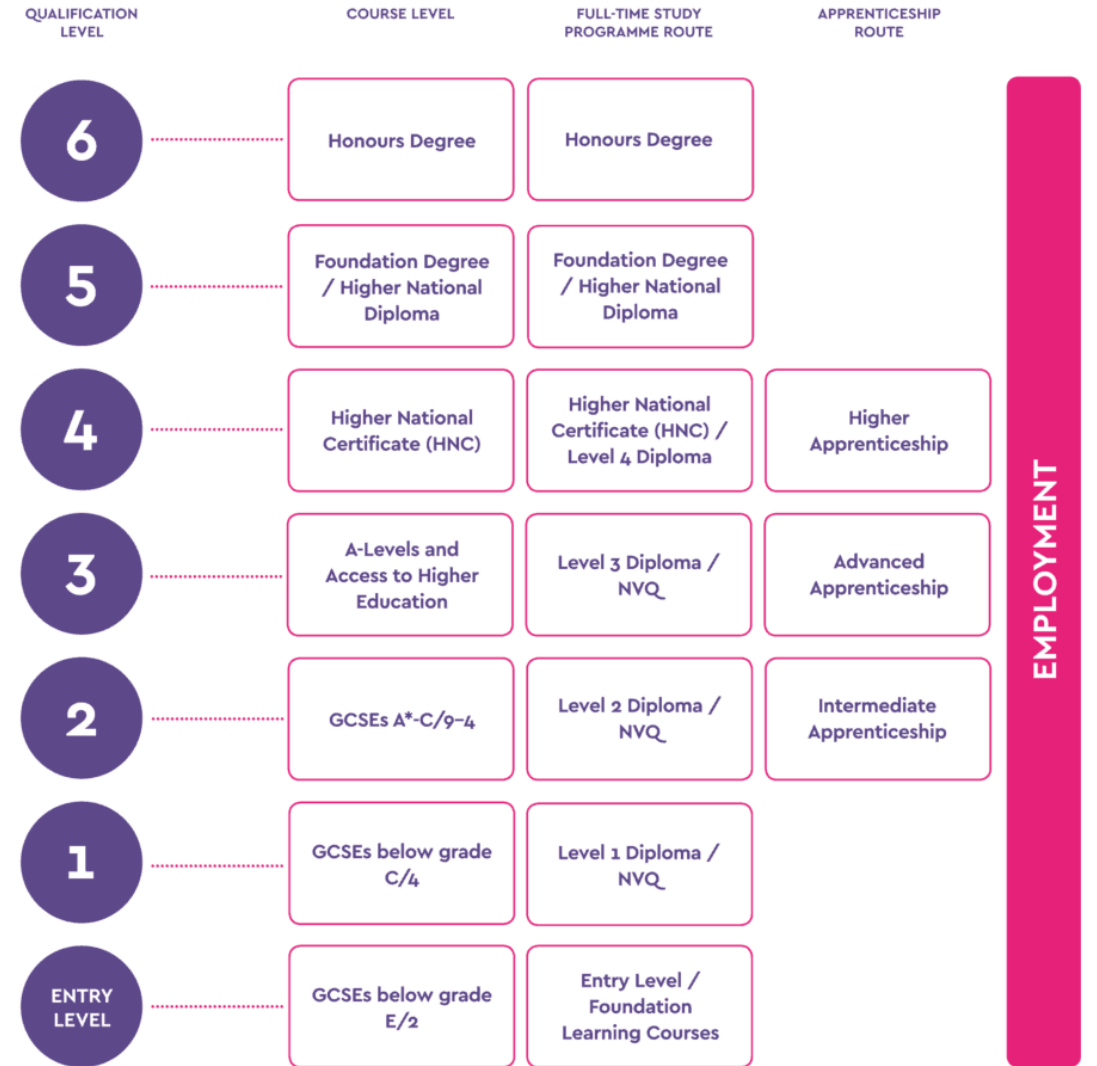 QUALIFICATION
LEVEL
COURSE LEVEL
FULL-TIME STUDY
PROGRAMME ROUTE
APPRENTICESHIP
ROUTE
6
Honours Degree
Honours Degree
5
Foundation Degree
/ Higher National
Diploma
Foundation Degree
/ Higher National
Diploma
4
Higher National
Certificate (HNC)
Higher National
Certificate (HNC) /
Level 4 Diploma
Higher
Apprenticeship
3
A-Levels and
Access to Higher
Education
Level 3 Diploma /
NVQ
Advanced
Apprenticeship
2
GCSEs A*-C/9-4
Level 2 Diploma /
NVQ
Intermediate
Apprenticeship
1
GCSEs below grade
C/4
Level 1 Diploma /
NVQ
ENTRY
LEVEL
GCSEs below grade
E/2
Entry Level /
Foundation
Learning Courses
EMPLOYMENT